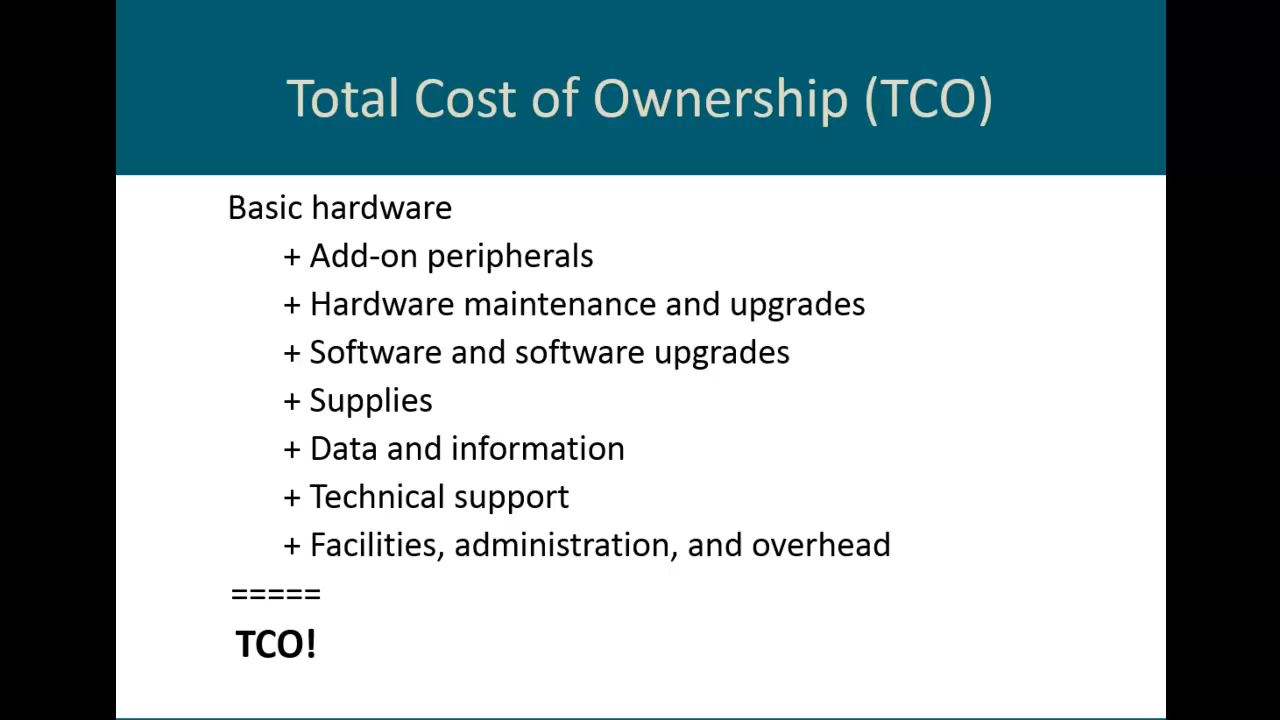 Total Cost of Ownership (TCO)
Basic hardware
+ Add-on peripherals
+ Hardware maintenance and upgrades
+ Software and software upgrades
+ Supplies
+ Data and information
+ Technical support
+ Facilities, administration, and overhead
=====
TCO!